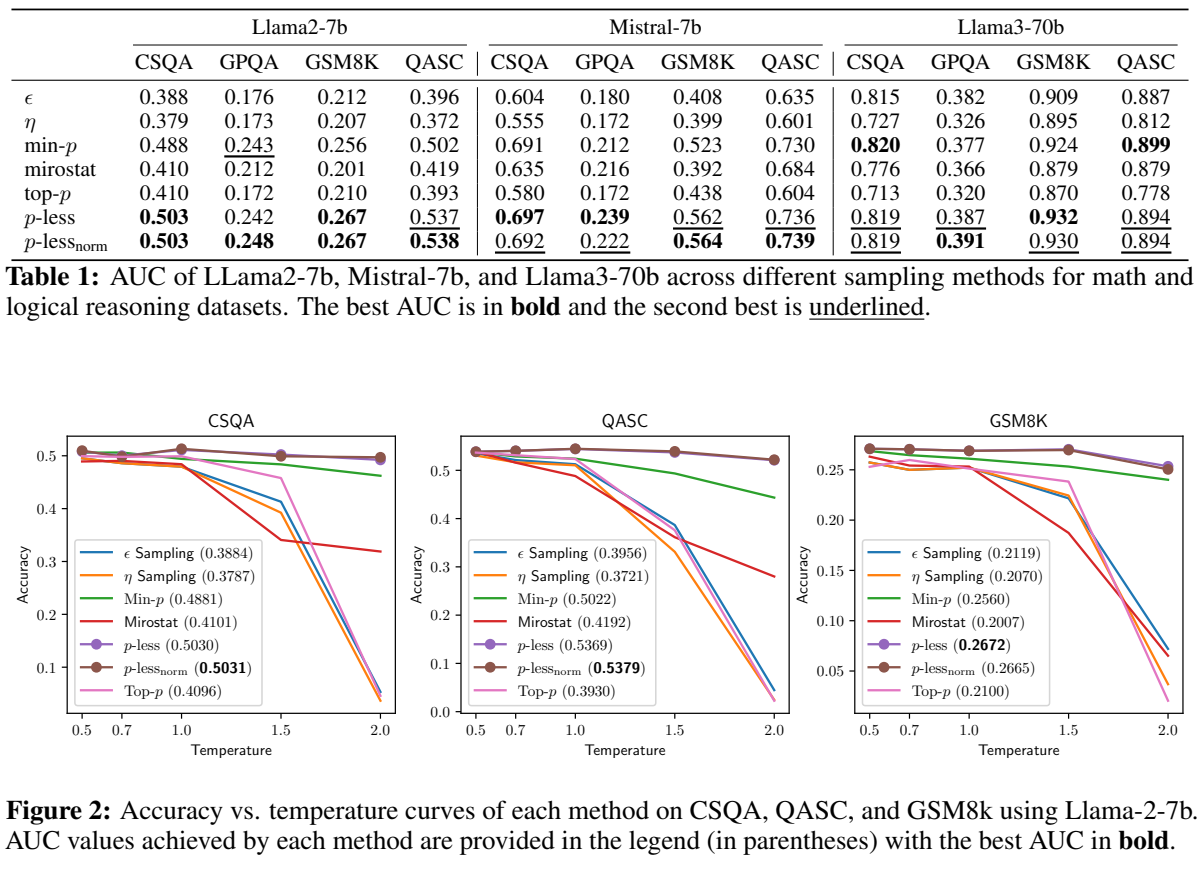 Llama2-7b Mistral-7b Llama3-70b
CSQA GPQA GSM8K QASC CSQA GPQA GSM8K QASC CSQA GPQA GSM8K QASC
ϵ 0.388 0.176 0.212 0.396 0.604 0.180 0.408 0.635 0.815 0.382 0.909 0.887
η 0.379 0.173 0.207 0.372 0.555 0.172 0.399 0.601 0.727 0.326 0.895 0.812
min-p 0.488 0.243 0.256 0.502 0.691 0.212 0.523 0.730 0.820 0.377 0.924 0.899
mirostat 0.410 0.212 0.201 0.419 0.635 0.216 0.392 0.684 0.776 0.366 0.879 0.879
top-p 0.410 0.172 0.210 0.393 0.580 0.172 0.438 0.604 0.713 0.320 0.870 0.778
p-less 0.503 0.242 0.267 0.537 0.697 0.239 0.562 0.736 0.819 0.387 0.932 0.894
p-lessnorm 0.503 0.248 0.267 0.538 0.692 0.222 0.564 0.739 0.819 0.391 0.930 0.894
Table 1: AUC of LLama2-7b, Mistral-7b, and Llama3-70b across different sampling methods for math and
logical reasoning datasets. The best AUC is in bold and the second best is underlined.
CSQA
Accuracy
0.5
0.4
0.3
0.2
0.1
ϵ Sampling (0.3884)
η Sampling (0.3787)
Min-p (0.4881)
Mirostat (0.4101)
p-less (0.5030)
p-lessnorm (0.5031)
Top-p (0.4096)
0.5 0.7 1.0 1.5 2.0
Temperature
QASC
Accuracy
0.5
0.4
0.3
0.2
0.1
0.0
ϵ Sampling (0.3956)
η Sampling (0.3721)
Min-p (0.5022)
Mirostat (0.4192)
p-less (0.5369)
p-lessnorm (0.5379)
Top-p (0.3930)
0.5 0.7 1.0 1.5 2.0
Temperature
GSM8K
Accuracy
0.25
0.20
0.15
0.10
0.05
ϵ Sampling (0.2119)
η Sampling (0.2070)
Min-p (0.2560)
Mirostat (0.2007)
p-less (0.2672)
p-lessnorm (0.2665)
Top-p (0.2100)
0.5 0.7 1.0 1.5 2.0
Temperature
Figure 2: Accuracy vs. temperature curves of each method on CSQA, QASC, and GSM8k using Llama-2-7b.
AUC values achieved by each method are provided in the legend (in parentheses) with the best AUC in bold.